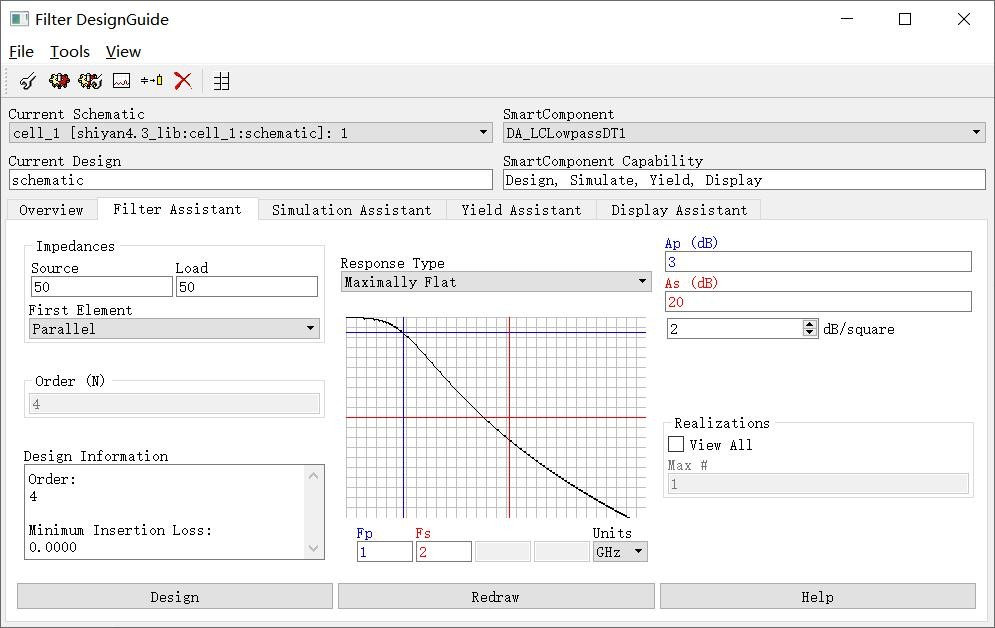 Filter DesignGuide
File Tools View
Current Schematic
cell_1 [shiyan4.3_lib:cell_1:schematic]: 1
SmartComponent
DA_LCLowpassDT1
Current Design
schematic
SmartComponent Capability
Design, Simulate, Yield, Display
Overview Filter Assistant Simulation Assistant Yield Assistant Display Assistant
Impedances
Source Load
50 50
First Element
Parallel
Order (N)
4
Design Information
Order:
4
Minimum Insertion Loss:
0.0000
Response Type
Maximally Flat
Fp Fs Units
1 2 GHz
Ap (dB)
3
As (dB)
20
2 dB/square
Realizations
View All
Max #
1
Design Redraw Help